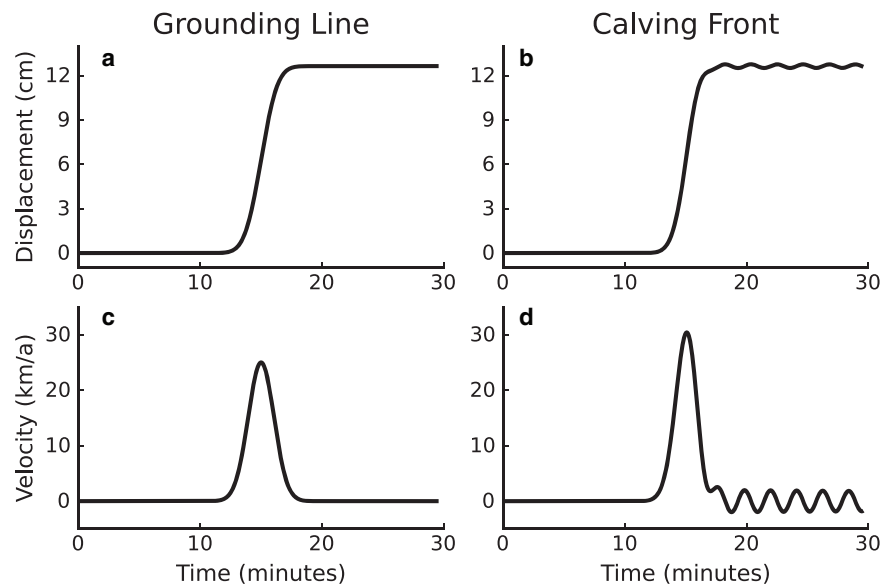 Grounding Line
Calving Front
a
b
Displacement (cm)
12
9
6
3
0
12
9
6
3
0
0 10 20 30
0 10 20 30
c
d
Velocity (km/a)
30
20
10
0
30
20
10
0
0 10 20 30
0 10 20 30
Time (minutes)
Time (minutes)